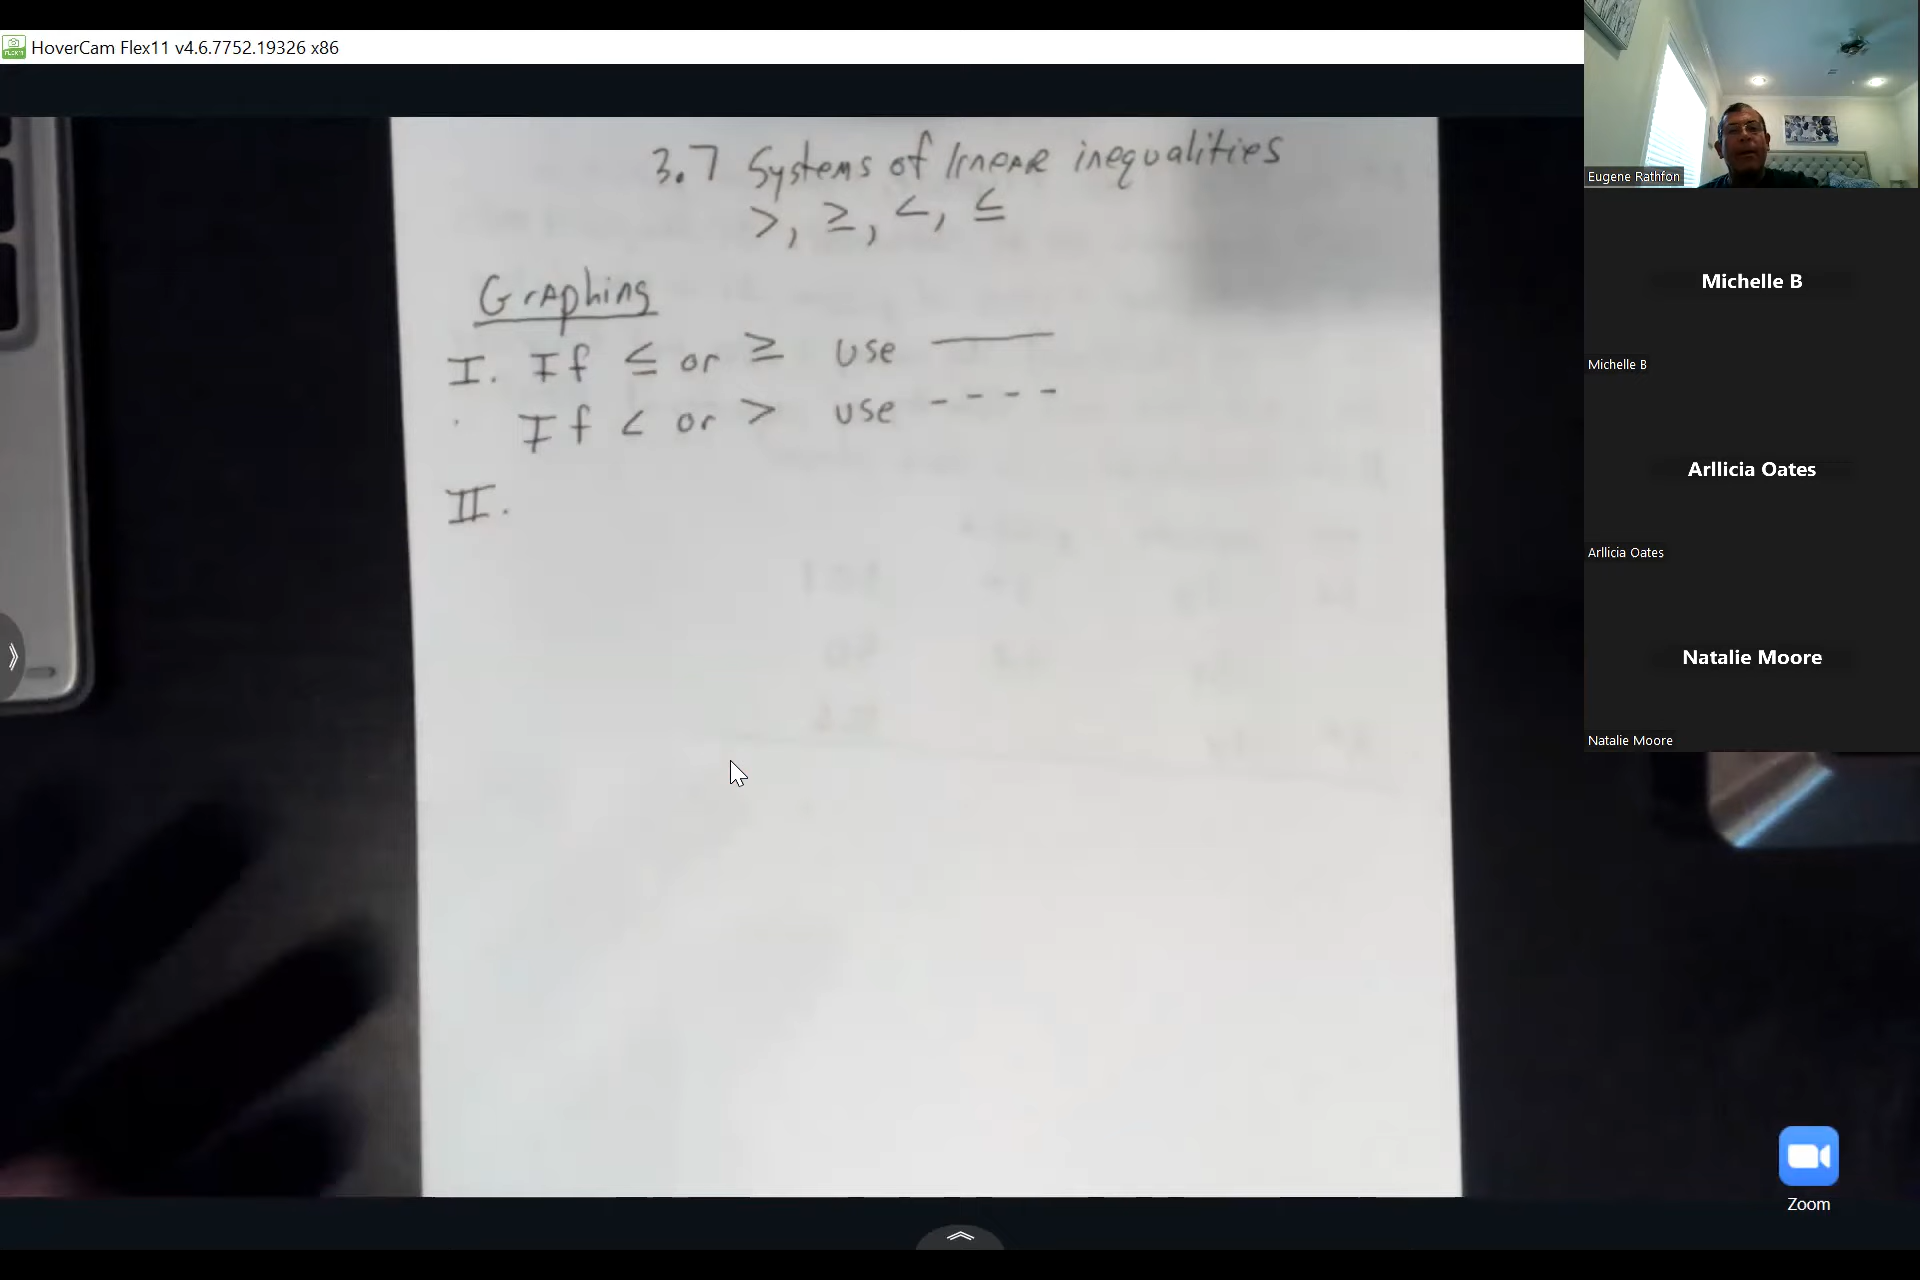 HoverCam Flex11 v4.6.7752.19326 x86
3.7 Systems of linear inequalities
>, ≥, <, ≤
Graphing
I. If ≤ or ≥ use ———
If < or > use - - - -
II.
Eugene Rathfon
Michelle B
Michelle B
Arllicia Oates
Arllicia Oates
Natalie Moore
Natalie Moore
Zoom